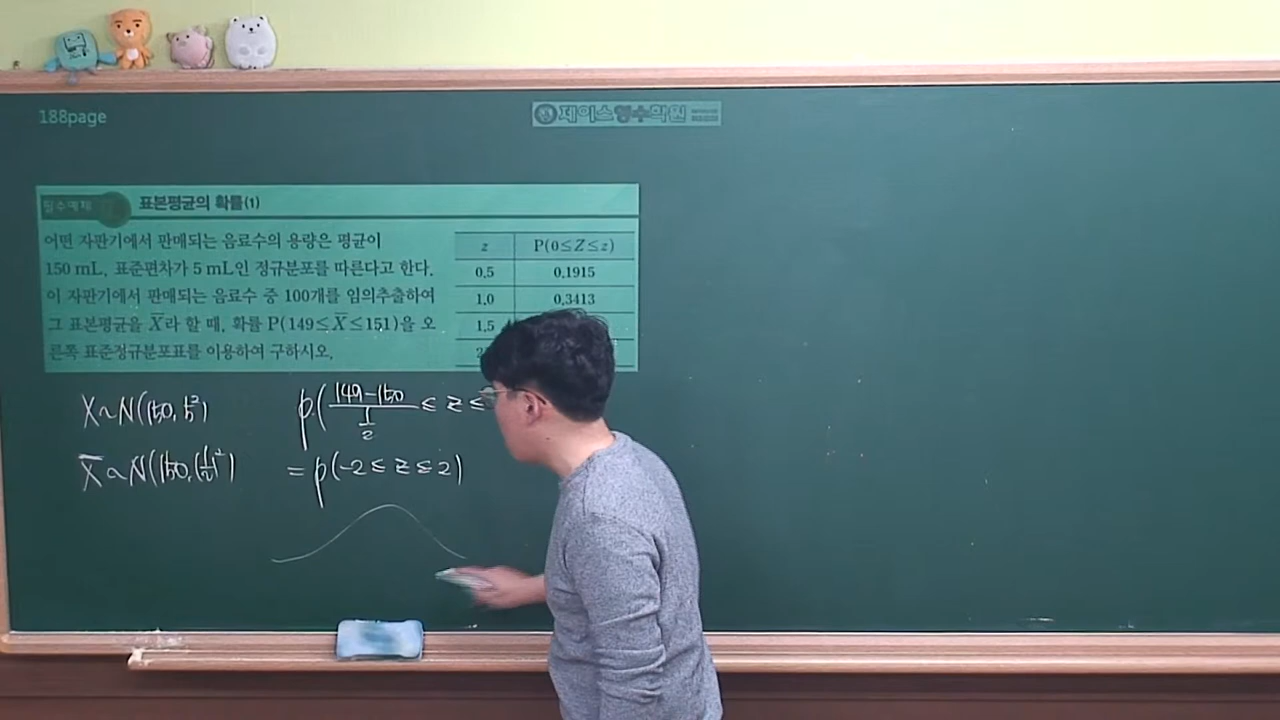 188page
제이스영수학원
필수예제
표본평균의 확률(1)
어떤 자판기에서 판매되는 음료수의 용량은 평균이
150 mL, 표준편차가 5 mL인 정규분포를 따른다고 한다.
이 자판기에서 판매되는 음료수 중 100개를 임의추출하여
그 표본평균을 X̄라 할 때, 확률 P(149≤X̄≤151)을 오
른쪽 표준정규분포표를 이용하여 구하시오.
z P(0≤Z≤z)
0.5 0.1915
1.0 0.3413
1.5
X~N(150, 5²)
X̄~N(150, (1/2)²)
P((149-150)/(1/2) ≤ Z ≤
=P(-2 ≤ Z ≤ 2)